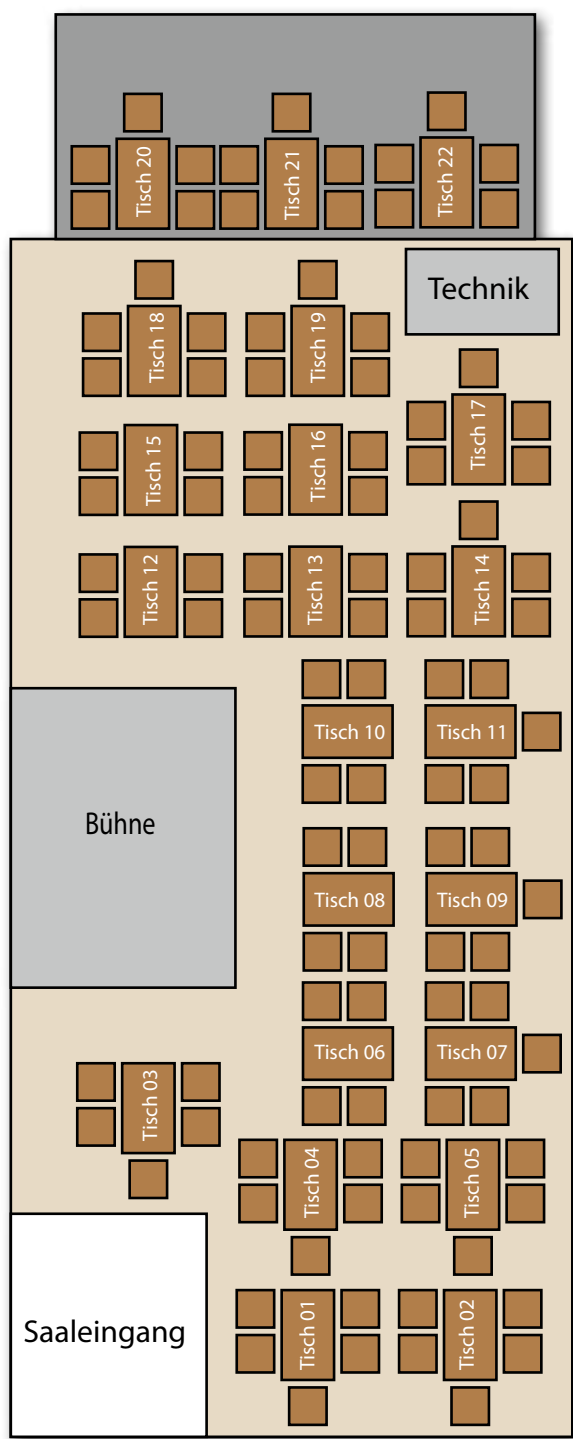 Tisch 20
Tisch 21
Tisch 22
Technik
Tisch 18
Tisch 19
Tisch 17
Tisch 15
Tisch 16
Tisch 12
Tisch 13
Tisch 14
Tisch 10
Tisch 11
Bühne
Tisch 08
Tisch 09
Tisch 06
Tisch 07
Tisch 03
Tisch 04
Tisch 05
Saaleingang
Tisch 01
Tisch 02